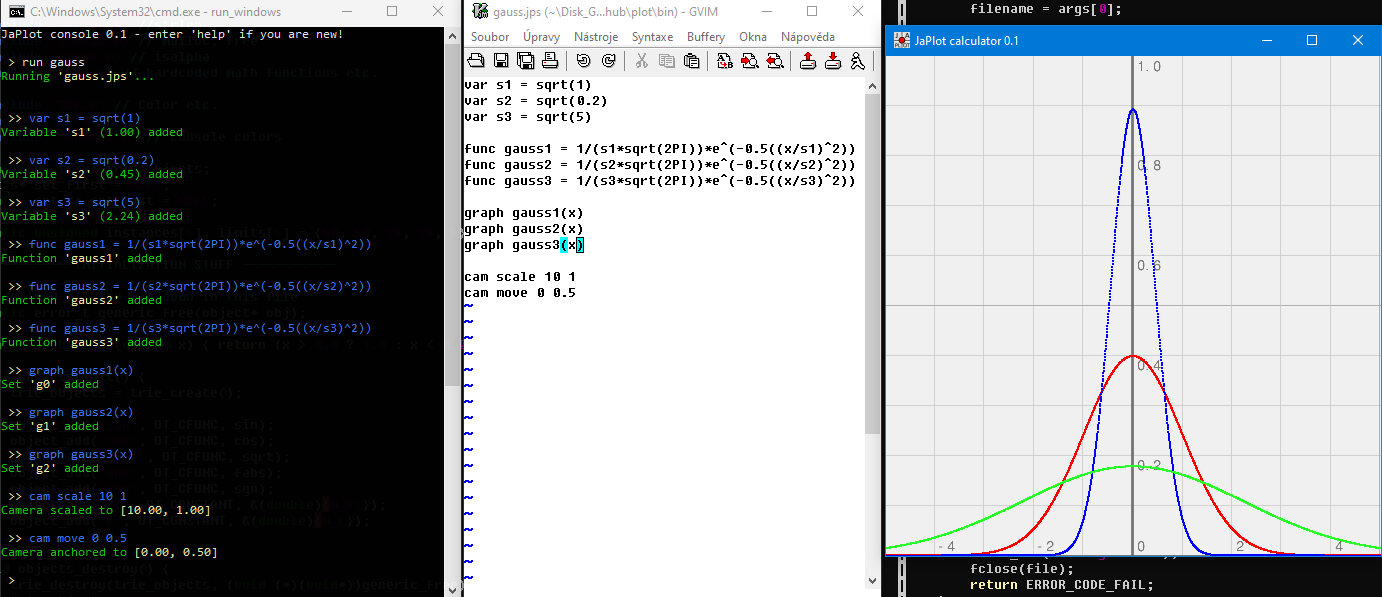 C:\Windows\System32\cmd.exe - run_windows
JaPlot console 0.1 - enter 'help' if you are new!
> run gauss
Running 'gauss.jps'...
>> var s1 = sqrt(1)
Variable 's1' (1.00) added
>> var s2 = sqrt(0.2)
Variable 's2' (0.45) added
>> var s3 = sqrt(5)
Variable 's3' (2.24) added
>> func gauss1 = 1/(s1*sqrt(2PI))*e^(-0.5((x/s1)^2))
Function 'gauss1' added
>> func gauss2 = 1/(s2*sqrt(2PI))*e^(-0.5((x/s2)^2))
Function 'gauss2' added
>> func gauss3 = 1/(s3*sqrt(2PI))*e^(-0.5((x/s3)^2))
Function 'gauss3' added
>> graph gauss1(x)
Set 'g0' added
>> graph gauss2(x)
Set 'g1' added
>> graph gauss3(x)
Set 'g2' added
>> cam scale 10 1
Camera scaled to [10.00, 1.00]
>> cam move 0 0.5
Camera anchored to [0.00, 0.50]
>
gauss.jps (~\Disk_G...hub\plot\bin) - GVIM
Soubor Úpravy Nástroje Syntaxe Buffery Okna Nápověda
var s1 = sqrt(1)
var s2 = sqrt(0.2)
var s3 = sqrt(5)
func gauss1 = 1/(s1*sqrt(2PI))*e^(-0.5((x/s1)^2))
func gauss2 = 1/(s2*sqrt(2PI))*e^(-0.5((x/s2)^2))
func gauss3 = 1/(s3*sqrt(2PI))*e^(-0.5((x/s3)^2))
graph gauss1(x)
graph gauss2(x)
graph gauss3(x)
cam scale 10 1
cam move 0 0.5
filename = args[0];
JaPlot calculator 0.1
1.0
0.8
0.6
0.4
0.2
-4 -2 0 2 4
fclose(file);
return ERROR_CODE_FAIL;